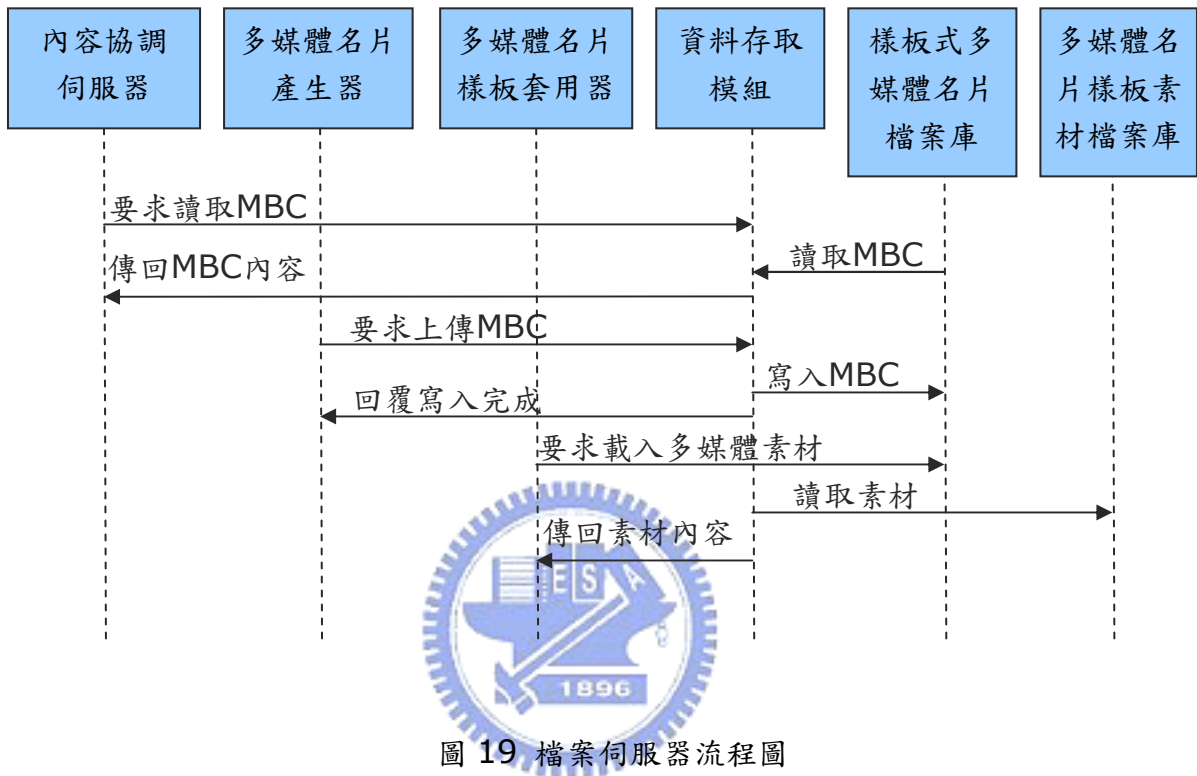 內容協調
伺服器
多媒體名片
產生器
多媒體名片
樣板套用器
資料存取
模組
樣板式多
媒體名片
檔案庫
多媒體名
片樣板素
材檔案庫
要求讀取MBC
讀取MBC
傳回MBC內容
要求上傳MBC
寫入MBC
回覆寫入完成
要求載入多媒體素材
讀取素材
傳回素材內容
E S A
1896
圖 19 檔案伺服器流程圖